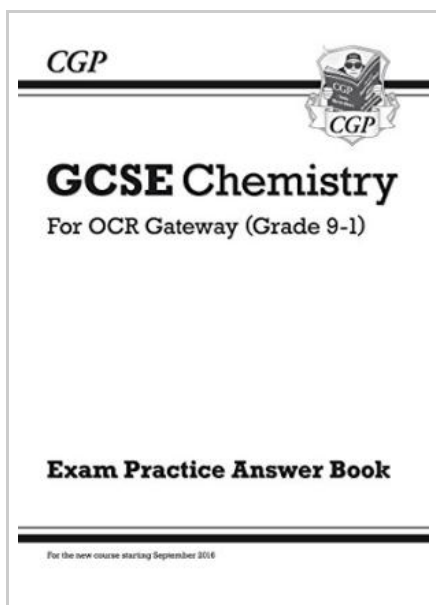 CGP
CGP
CGP
GCSE Chemistry
For OCR Gateway (Grade 9-1)
Exam Practice Answer Book
For the new course starting September 2016